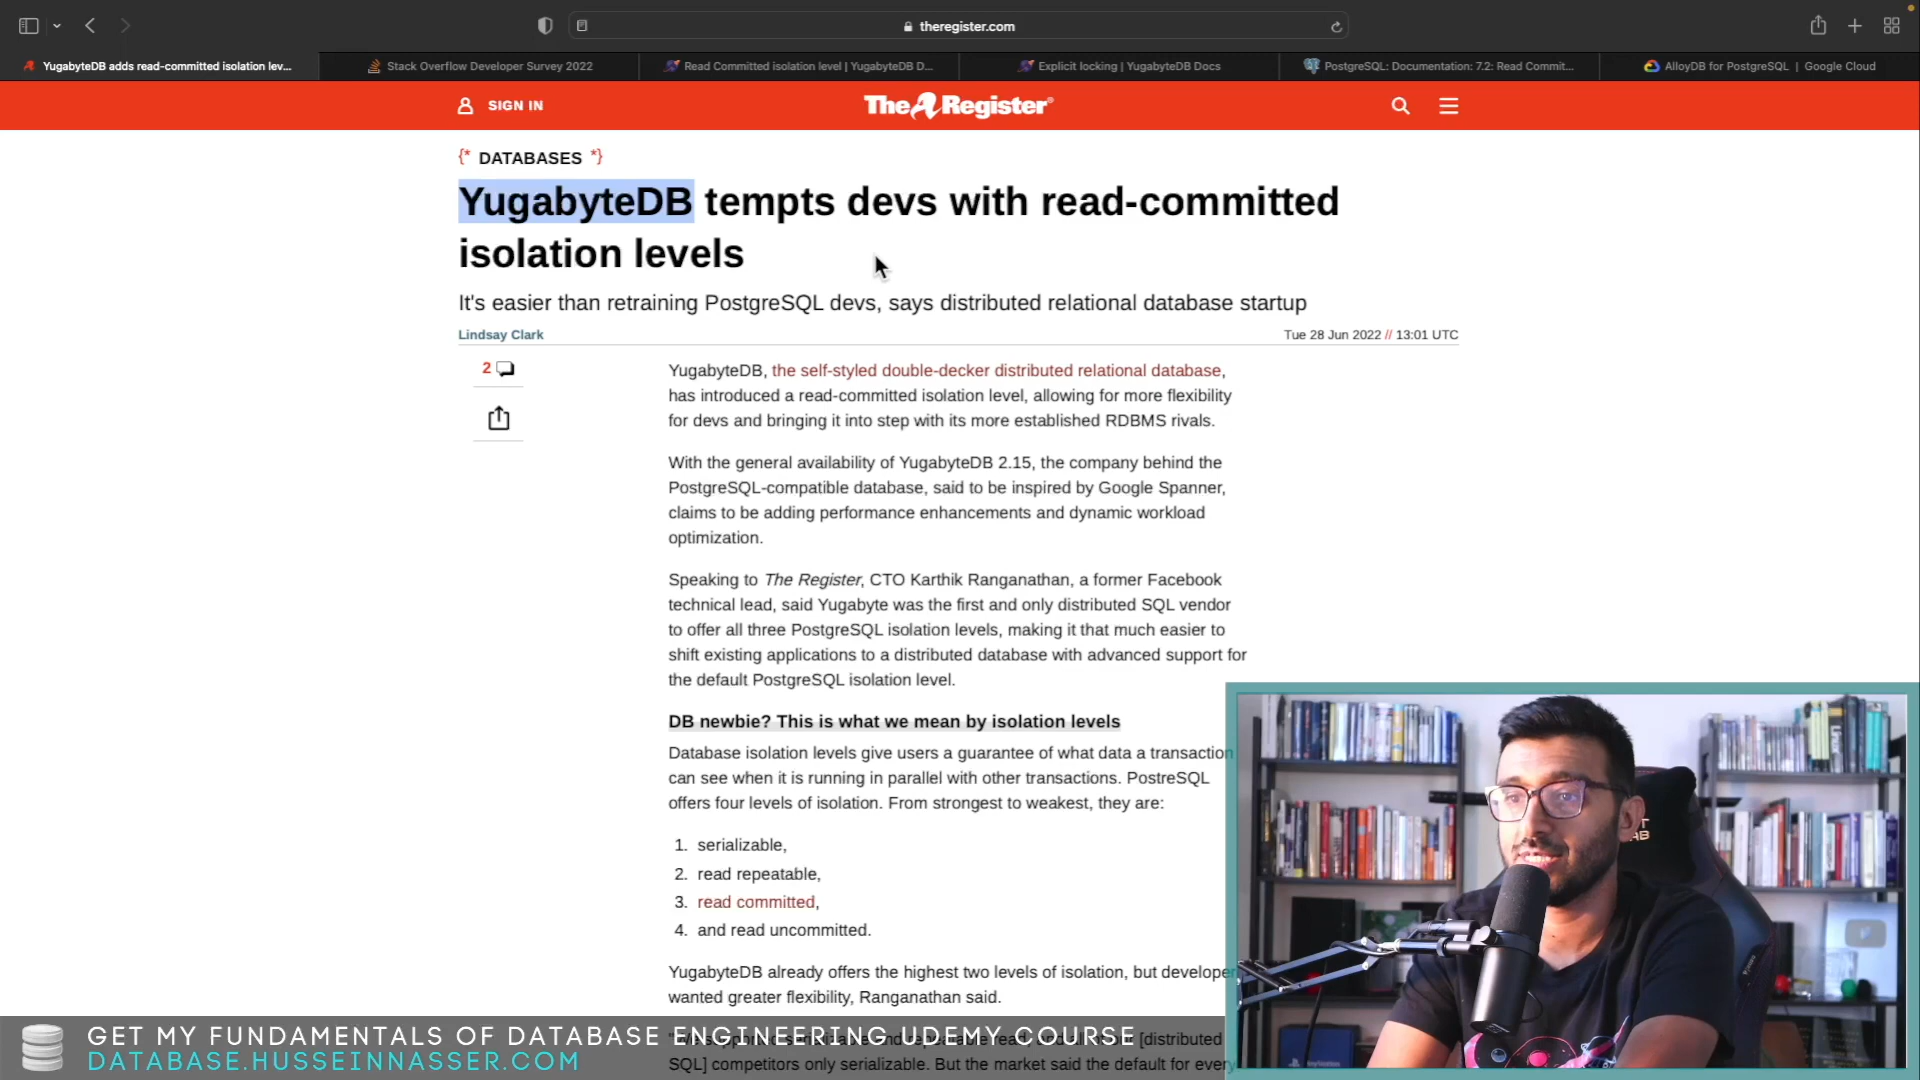 theregister.com
YugabyteDB adds read-committed isolation lev...
Stack Overflow Developer Survey 2022
Read Committed isolation level | YugabyteDB D...
Explicit locking | YugabyteDB Docs
PostgreSQL: Documentation: 7.2: Read Commit...
AlloyDB for PostgreSQL | Google Cloud
SIGN IN
The Register
{* DATABASES *}
YugabyteDB tempts devs with read-committed
isolation levels
It's easier than retraining PostgreSQL devs, says distributed relational database startup
Lindsay Clark
Tue 28 Jun 2022 // 13:01 UTC
2
YugabyteDB, the self-styled double-decker distributed relational database,
has introduced a read-committed isolation level, allowing for more flexibility
for devs and bringing it into step with its more established RDBMS rivals.
With the general availability of YugabyteDB 2.15, the company behind the
PostgreSQL-compatible database, said to be inspired by Google Spanner,
claims to be adding performance enhancements and dynamic workload
optimization.
Speaking to The Register, CTO Karthik Ranganathan, a former Facebook
technical lead, said Yugabyte was the first and only distributed SQL vendor
to offer all three PostgreSQL isolation levels, making it that much easier to
shift existing applications to a distributed database with advanced support for
the default PostgreSQL isolation level.
DB newbie? This is what we mean by isolation levels
Database isolation levels give users a guarantee of what data a transaction
can see when it is running in parallel with other transactions. PostreSQL
offers four levels of isolation. From strongest to weakest, they are:
1. serializable,
2. read repeatable,
3. read committed,
4. and read uncommitted.
YugabyteDB already offers the highest two levels of isolation, but developer
wanted greater flexibility, Ranganathan said.
[distributed
SQL] competitors only serializable. But the market said the default for every
GET MY FUNDAMENTALS OF DATABASE ENGINEERING UDEMY COURSE
DATABASE.HUSSEINNASSER.COM